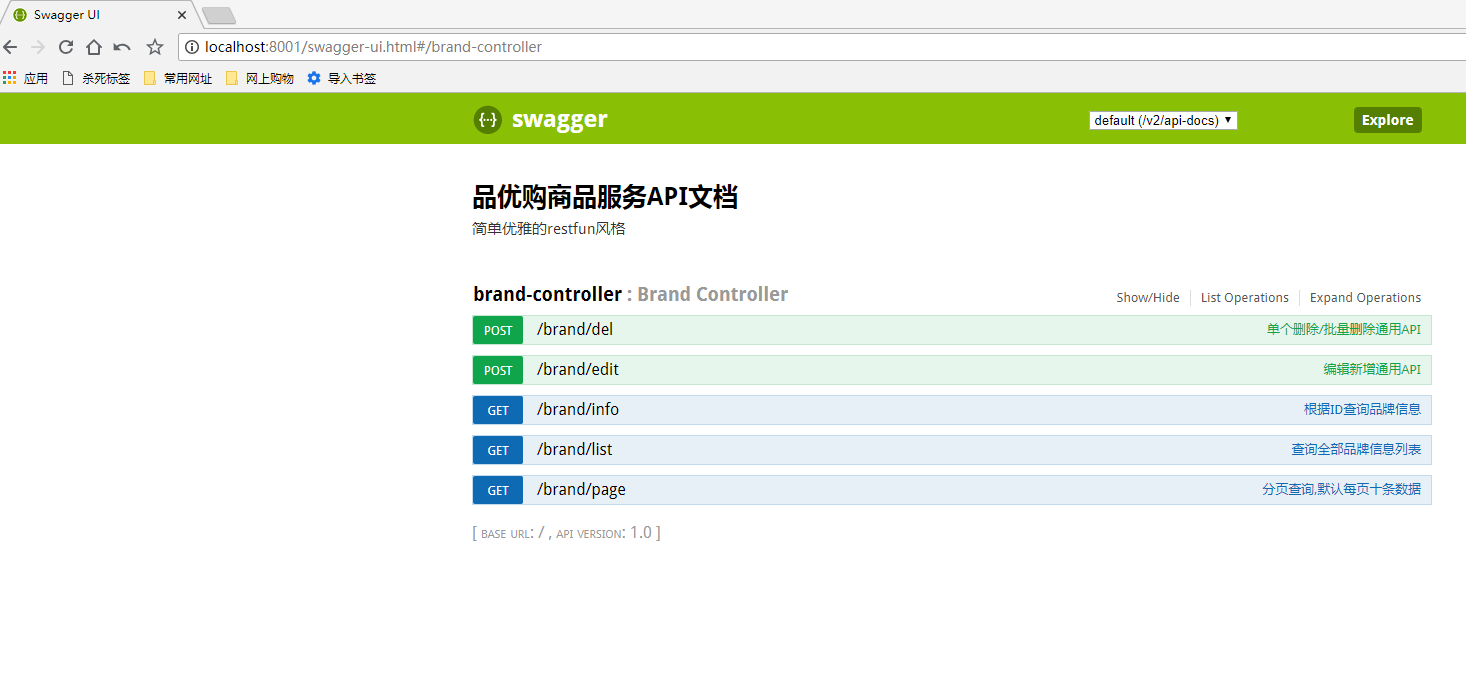 Swagger UI
localhost:8001/swagger-ui.html#/brand-controller
应用 杀死标签 常用网址 网上购物 导入书签
{···} swagger default (/v2/api-docs) Explore
品优购商品服务API文档
简单优雅的restfun风格
brand-controller : Brand Controller Show/Hide List Operations Expand Operations
POST /brand/del 单个删除/批量删除通用API
POST /brand/edit 编辑新增通用API
GET /brand/info 根据ID查询品牌信息
GET /brand/list 查询全部品牌信息列表
GET /brand/page 分页查询,默认每页十条数据
[ BASE URL: / , API VERSION: 1.0 ]